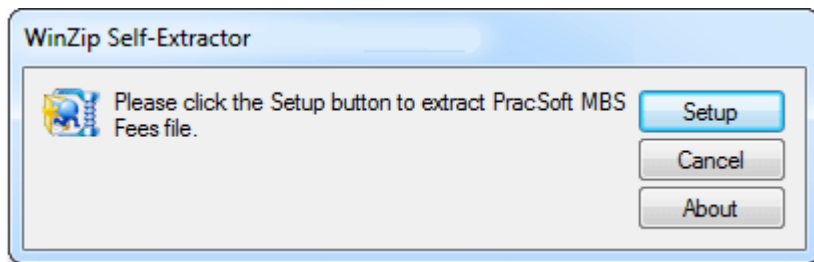 WinZip Self-Extractor
Please click the Setup button to extract PracSoft MBS
Fees file.
Setup
Cancel
About